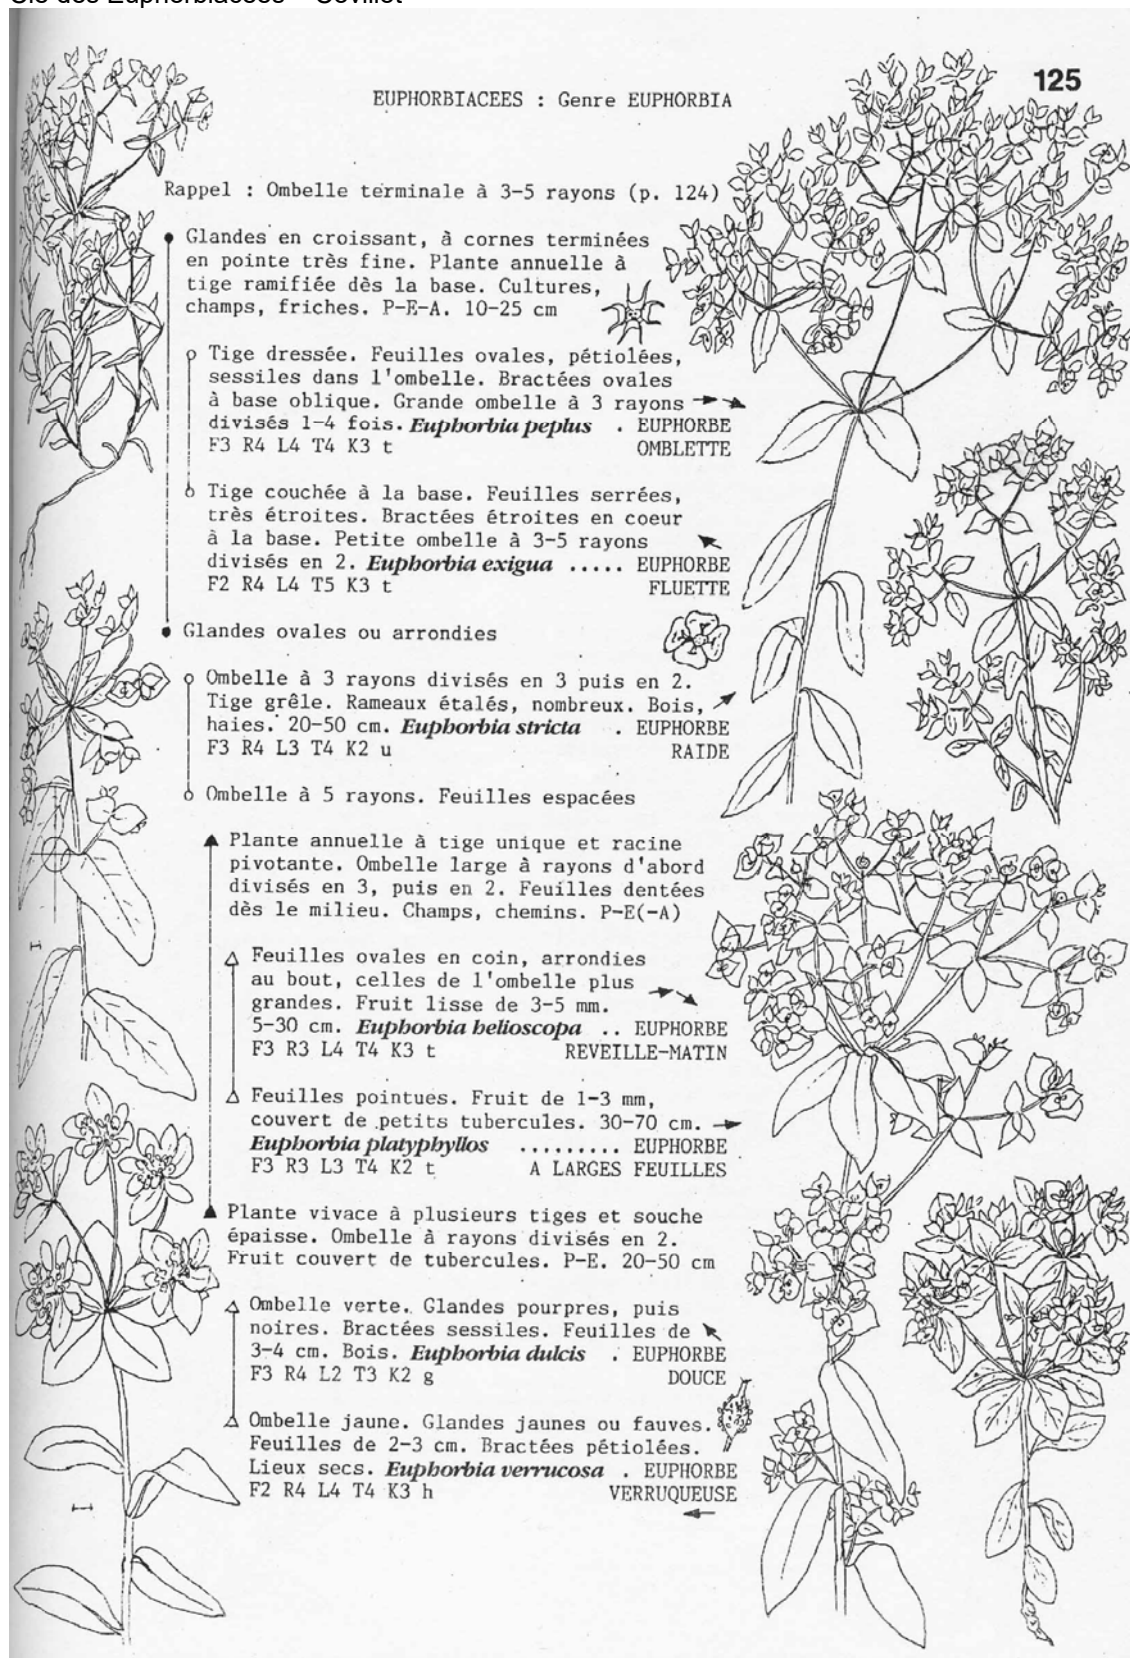 Clé des Euphorbiacées – Sevillet
125
EUPHORBIACEES : Genre EUPHORBIA
Rappel : Ombelle terminale à 3-5 rayons (p. 124)
Glandes en croissant, à cornes terminées
en pointe très fine. Plante annuelle à
tige ramifiée dès la base. Cultures,
champs, friches. P-E-A. 10-25 cm
Tige dressée. Feuilles ovales, pétiolées,
sessiles dans l'ombelle. Bractées ovales
à base oblique. Grande ombelle à 3 rayons
divisés 1-4 fois. Euphorbia peplus . EUPHORBE
F3 R4 L4 T4 K3 t OMBLETTE
Tige couchée à la base. Feuilles serrées,
très étroites. Bractées étroites en coeur
à la base. Petite ombelle à 3-5 rayons
divisés en 2. Euphorbia exigua ..... EUPHORBE
F2 R4 L4 T5 K3 t FLUETTE
Glandes ovales ou arrondies
Ombelle à 3 rayons divisés en 3 puis en 2.
Tige grêle. Rameaux étalés, nombreux. Bois,
haies. 20-50 cm. Euphorbia stricta . EUPHORBE
F3 R4 L3 T4 K2 u RAIDE
Ombelle à 5 rayons. Feuilles espacées
Plante annuelle à tige unique et racine
pivotante. Ombelle large à rayons d'abord
divisés en 3, puis en 2. Feuilles dentées
dès le milieu. Champs, chemins. P-E(-A)
Feuilles ovales en coin, arrondies
au bout, celles de l'ombelle plus
grandes. Fruit lisse de 3-5 mm.
5-30 cm. Euphorbia helioscopa .. EUPHORBE
F3 R3 L4 T4 K3 t REVEILLE-MATIN
Feuilles pointues. Fruit de 1-3 mm,
couvert de petits tubercules. 30-70 cm.
Euphorbia platyphyllos ......... EUPHORBE
F3 R3 L3 T4 K2 t A LARGES FEUILLES
Plante vivace à plusieurs tiges et souche
épaisse. Ombelle à rayons divisés en 2.
Fruit couvert de tubercules. P-E. 20-50 cm
Ombelle verte. Glandes pourpres, puis
noires. Bractées sessiles. Feuilles de
3-4 cm. Bois. Euphorbia dulcis . EUPHORBE
F3 R4 L2 T3 K2 g DOUCE
Ombelle jaune. Glandes jaunes ou fauves.
Feuilles de 2-3 cm. Bractées pétiolées.
Lieux secs. Euphorbia verrucosa . EUPHORBE
F2 R4 L4 T4 K3 h VERRUQUEUSE